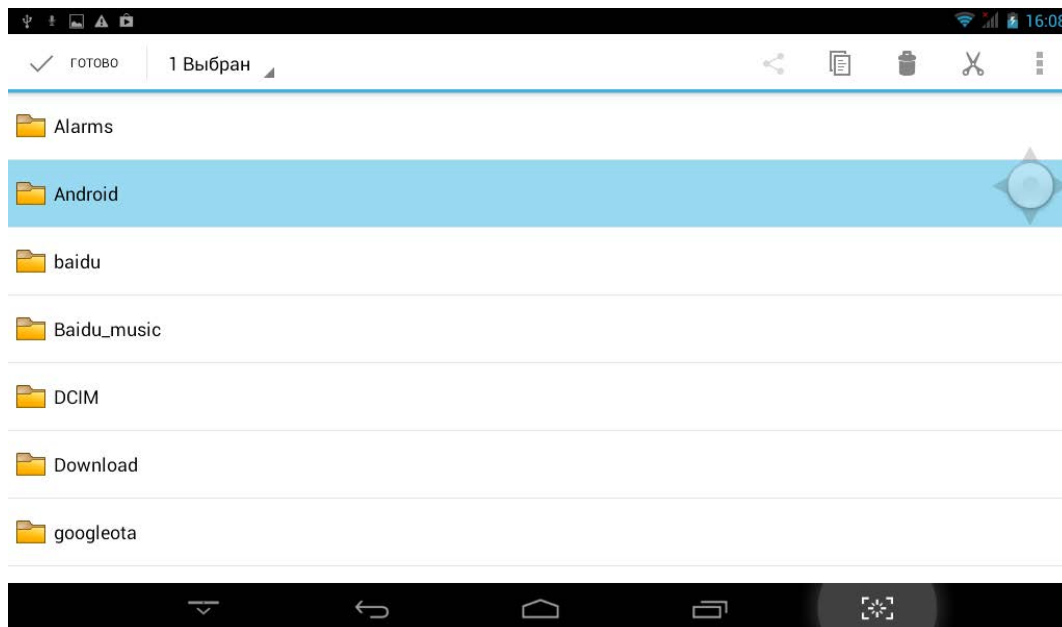 16:08
ГОТОВО 1 Выбран
Alarms
Android
baidu
Baidu_music
DCIM
Download
googleota